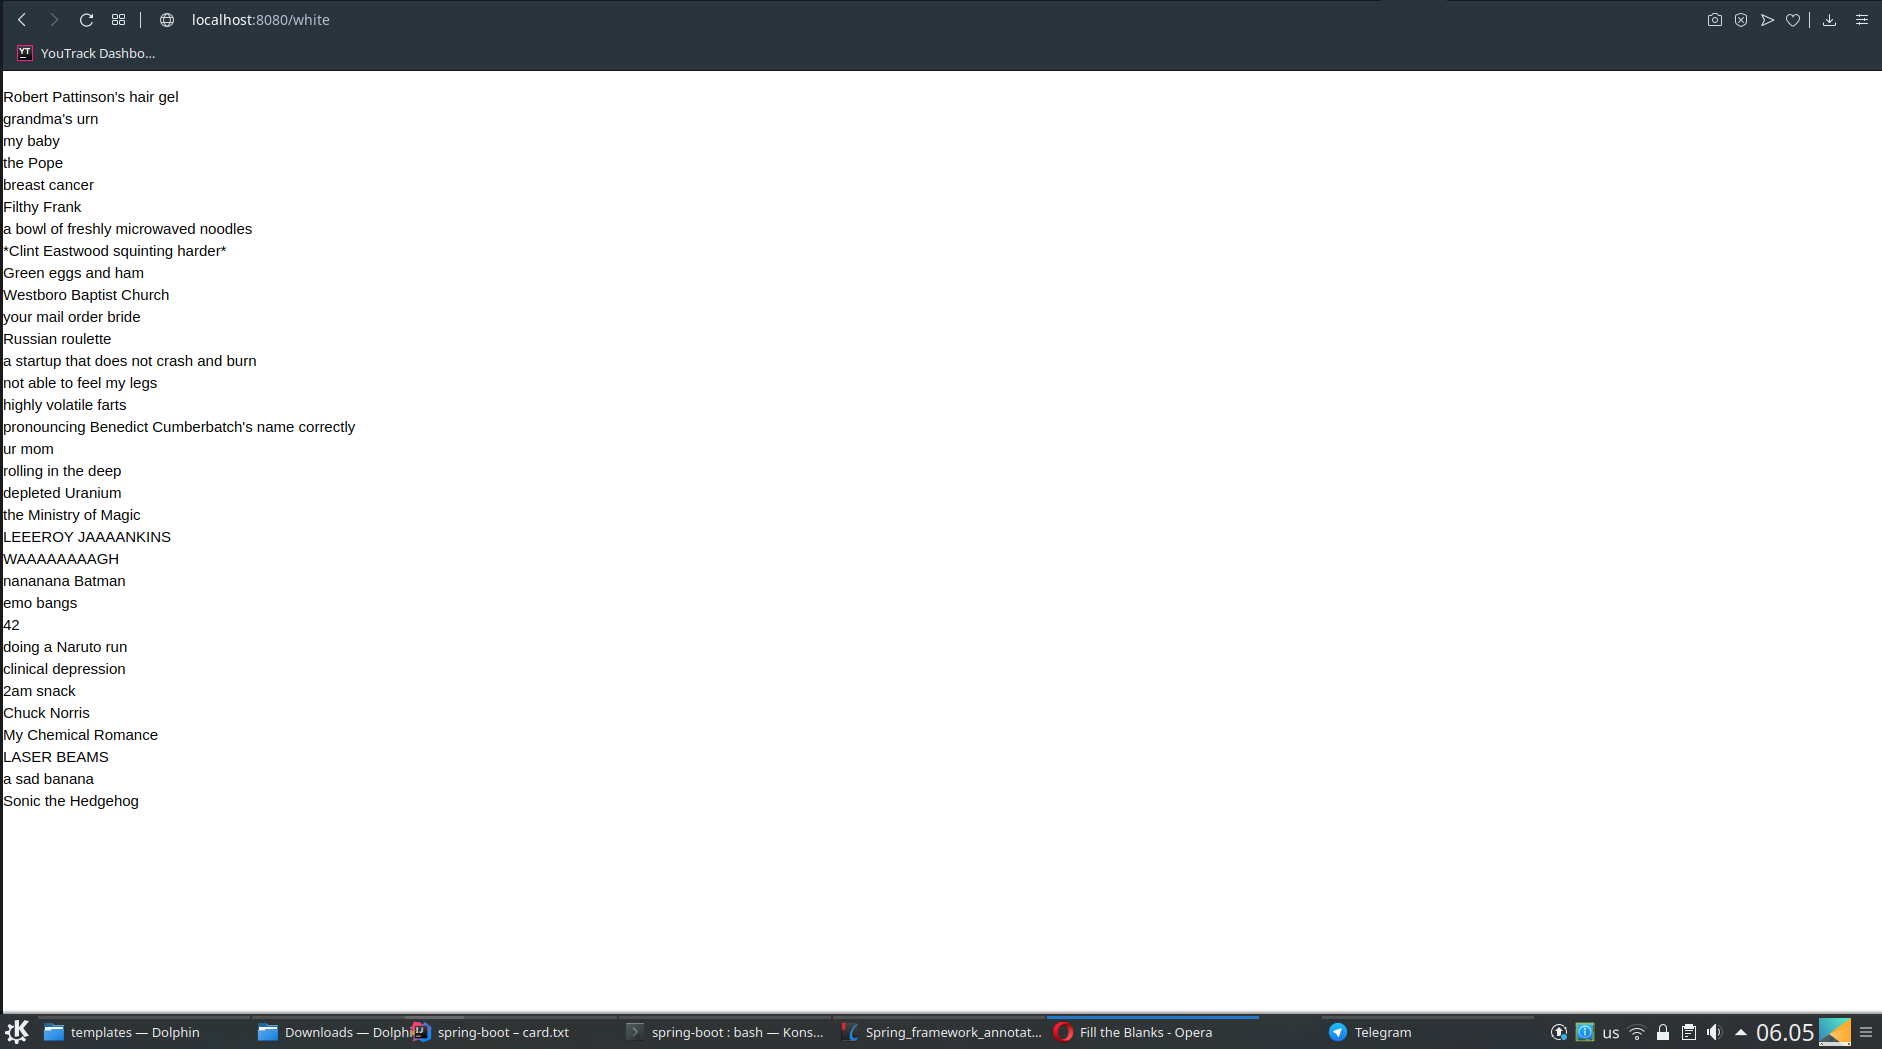 localhost:8080/white
YT YouTrack Dashbo...
Robert Pattinson's hair gel
grandma's urn
my baby
the Pope
breast cancer
Filthy Frank
a bowl of freshly microwaved noodles
*Clint Eastwood squinting harder*
Green eggs and ham
Westboro Baptist Church
your mail order bride
Russian roulette
a startup that does not crash and burn
not able to feel my legs
highly volatile farts
pronouncing Benedict Cumberbatch's name correctly
ur mom
rolling in the deep
depleted Uranium
the Ministry of Magic
LEEEROY JAAAANKINS
WAAAAAAAAGH
nananana Batman
emo bangs
42
doing a Naruto run
clinical depression
2am snack
Chuck Norris
My Chemical Romance
LASER BEAMS
a sad banana
Sonic the Hedgehog
templates — Dolphin Downloads — Dolphi IJ spring-boot – card.txt spring-boot : bash — Kons... Spring_framework_annotat... Fill the Blanks - Opera Telegram us 06.05